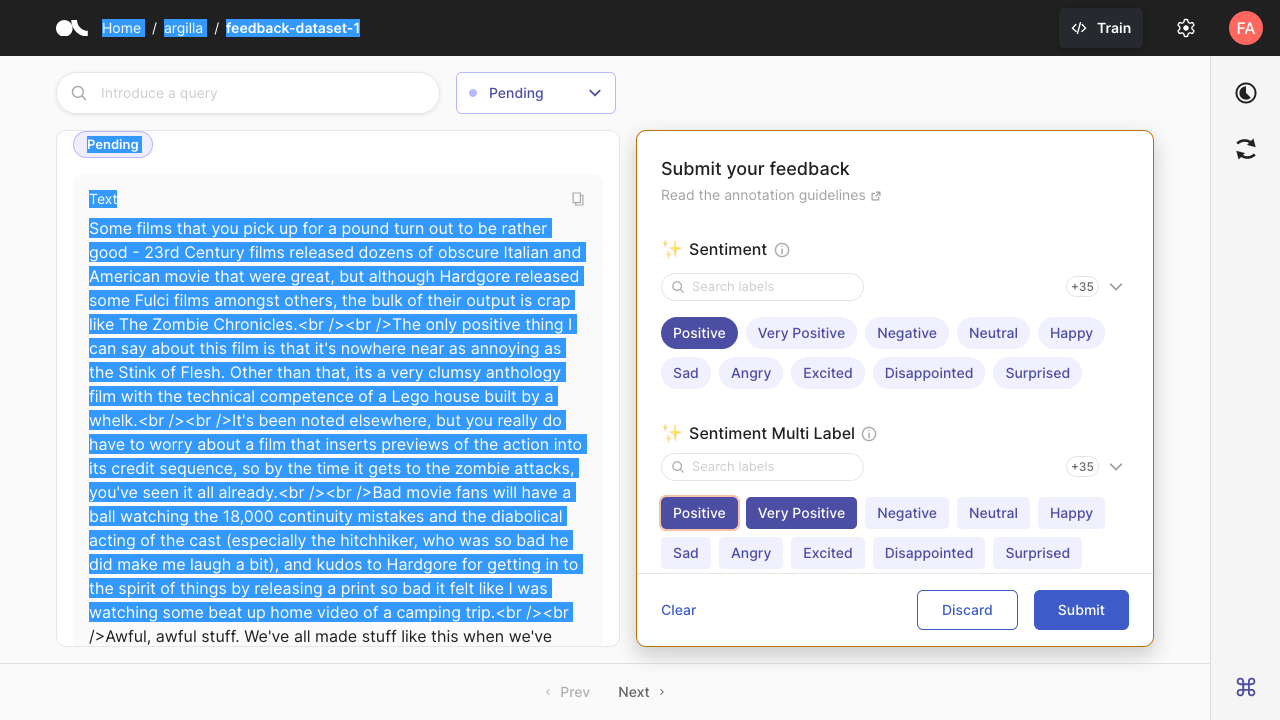 Home / argilla / feedback-dataset-1
Train
FA
Introduce a query
Pending
Pending
Text
Some films that you pick up for a pound turn out to be rather
good - 23rd Century films released dozens of obscure Italian and
American movie that were great, but although Hardgore released
some Fulci films amongst others, the bulk of their output is crap
like The Zombie Chronicles.<br /><br />The only positive thing I
can say about this film is that it's nowhere near as annoying as
the Stink of Flesh. Other than that, its a very clumsy anthology
film with the technical competence of a Lego house built by a
whelk.<br /><br />It's been noted elsewhere, but you really do
have to worry about a film that inserts previews of the action into
its credit sequence, so by the time it gets to the zombie attacks,
you've seen it all already.<br /><br />Bad movie fans will have a
ball watching the 18,000 continuity mistakes and the diabolical
acting of the cast (especially the hitchhiker, who was so bad he
did make me laugh a bit), and kudos to Hardgore for getting in to
the spirit of things by releasing a print so bad it felt like I was
watching some beat up home video of a camping trip.<br /><br
/>Awful, awful stuff. We've all made stuff like this when we've
Submit your feedback
Read the annotation guidelines
✨ Sentiment
Search labels
+35
Positive Very Positive Negative Neutral Happy
Sad Angry Excited Disappointed Surprised
✨ Sentiment Multi Label
Search labels
+35
Positive Very Positive Negative Neutral Happy
Sad Angry Excited Disappointed Surprised
Clear
Discard
Submit
‹ Prev
Next ›